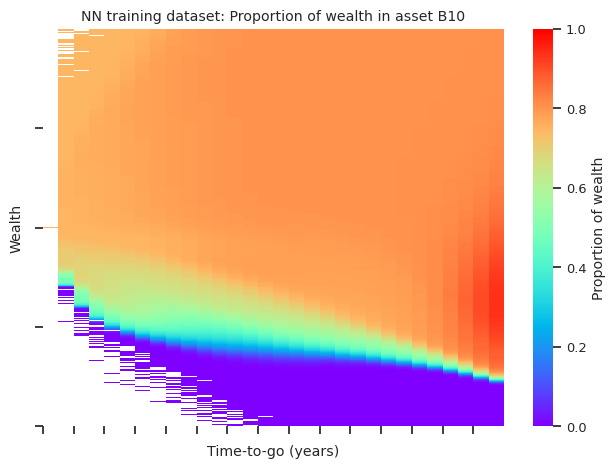 NN training dataset: Proportion of wealth in asset B10
Wealth
Time-to-go (years)
1.0
0.8
0.6
0.4
0.2
0.0
Proportion of wealth